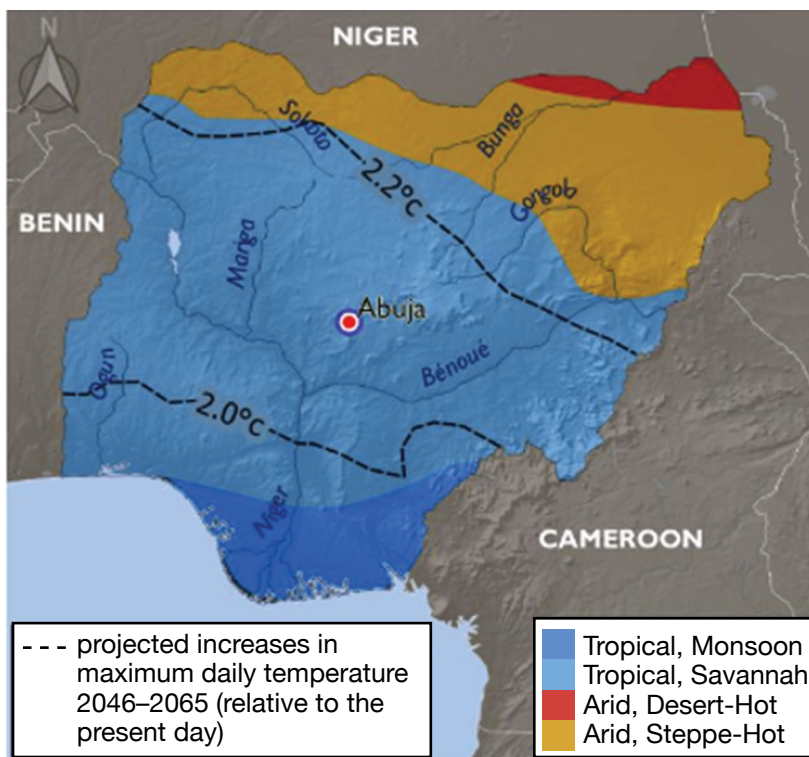 N
NIGER
Sokoto
Bunga
2.2°c
Gongob
BENIN
Mariga
Abuja
Bénoué
Ogun
2.0°c
Niger
CAMEROON
--- projected increases in
maximum daily temperature
2046–2065 (relative to the
present day)
Tropical, Monsoon
Tropical, Savannah
Arid, Desert-Hot
Arid, Steppe-Hot